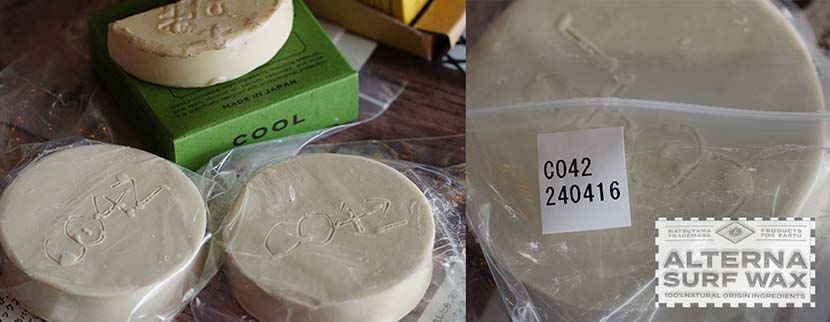 MADE IN JAPAN
COOL
CO42
CO42
CO42
240416
MATSUYAMA
TRADEMARK
PRODUCTS
FOR EARTH
ALTERNA
SURF WAX
100%NATURAL ORIGIN INGREDIENTS